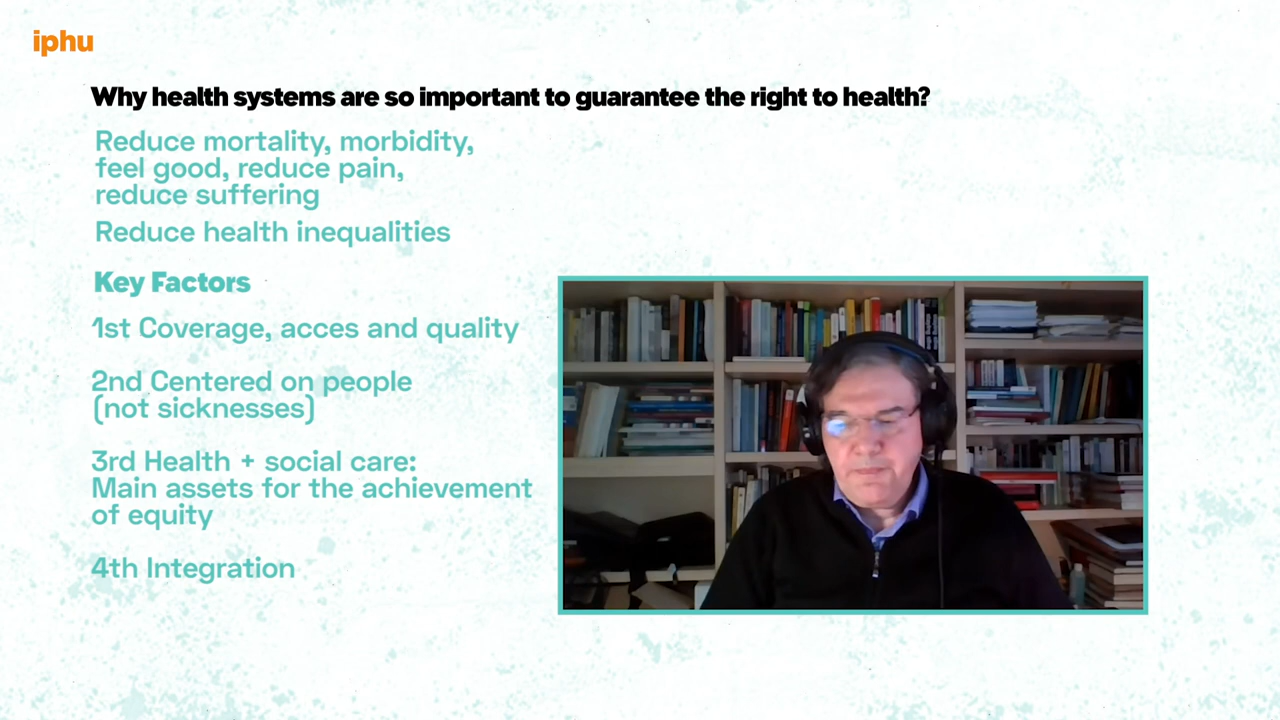 iphu
Why health systems are so important to guarantee the right to health?
Reduce mortality, morbidity,
feel good, reduce pain,
reduce suffering
Reduce health inequalities
Key Factors
1st Coverage, acces and quality
2nd Centered on people
(not sicknesses)
3rd Health + social care:
Main assets for the achievement
of equity
4th Integration